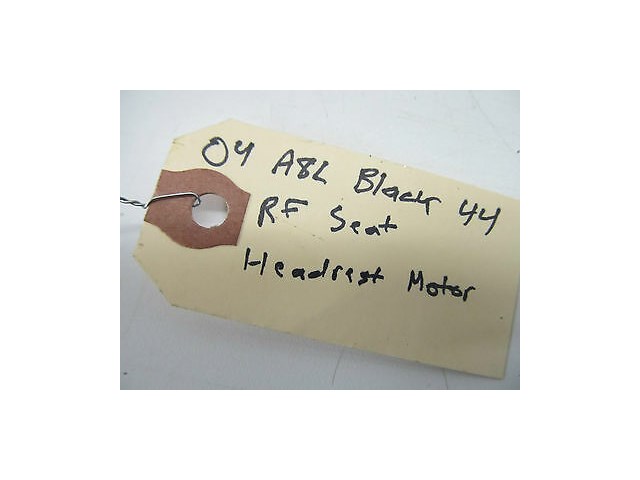 04 A8L Black 44
RF Seat
Headrest Motor